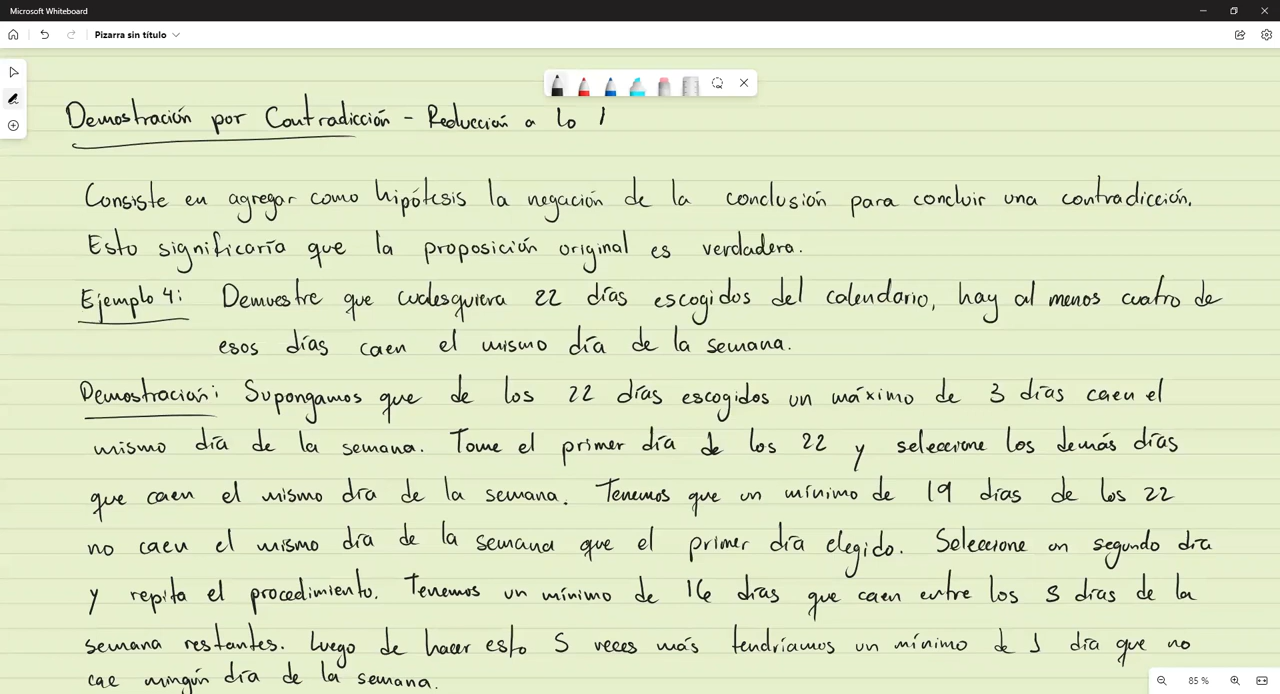 Microsoft Whiteboard
Pizarra sin título
Demostración por Contradicción - Reducción a lo
Consiste en agregar como hipótesis la negación de la conclusión para concluir una contradicción.
Esto significaría que la proposición original es verdadera.
Ejemplo 4: Demuestre que cualesquiera 22 días escogidos del calendario, hay al menos cuatro de
esos días caen el mismo día de la semana.
Demostración: Supongamos que de los 22 días escogidos un máximo de 3 días caen el
mismo día de la semana. Tome el primer día de los 22 y seleccione los demás días
que caen el mismo día de la semana. Tenemos que un mínimo de 19 días de los 22
no caen el mismo día de la semana que el primer día elegido. Seleccione un segundo día
y repita el procedimiento. Tenemos un mínimo de 16 días que caen entre los 5 días de la
semana restantes. Luego de hacer esto 5 veces más tendríamos un mínimo de 1 día que no
cae ningún día de la semana.
85 %